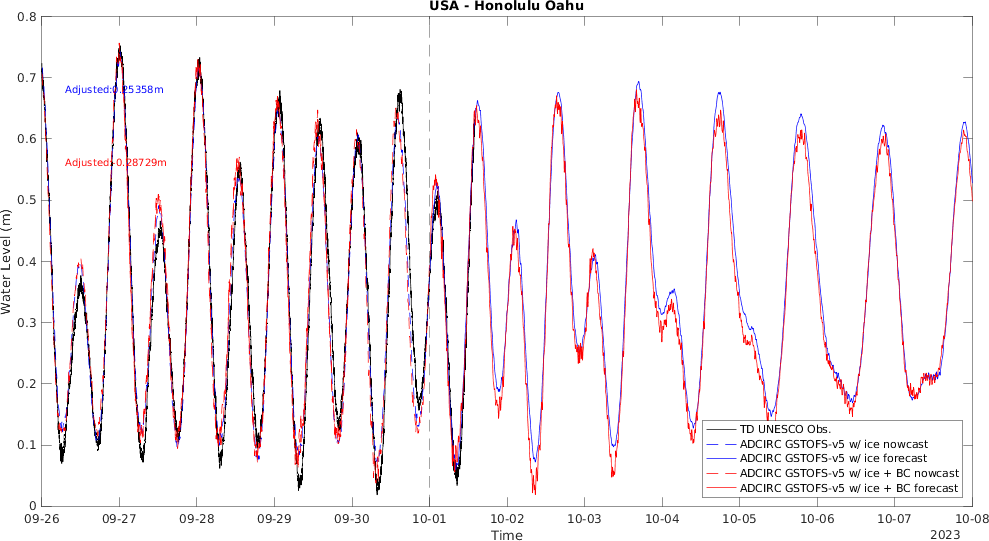 USA - Honolulu Oahu
0.8
0.7
0.6
0.5
0.4
0.3
0.2
0.1
0
Water Level (m)
Adjusted:0.25358m
Adjusted:-0.28729m
TD UNESCO Obs.
ADCIRC GSTOFS-v5 w/ ice nowcast
ADCIRC GSTOFS-v5 w/ ice forecast
ADCIRC GSTOFS-v5 w/ ice + BC nowcast
ADCIRC GSTOFS-v5 w/ ice + BC forecast
09-26 09-27 09-28 09-29 09-30 10-01 10-02 10-03 10-04 10-05 10-06 10-07 10-08
Time
2023